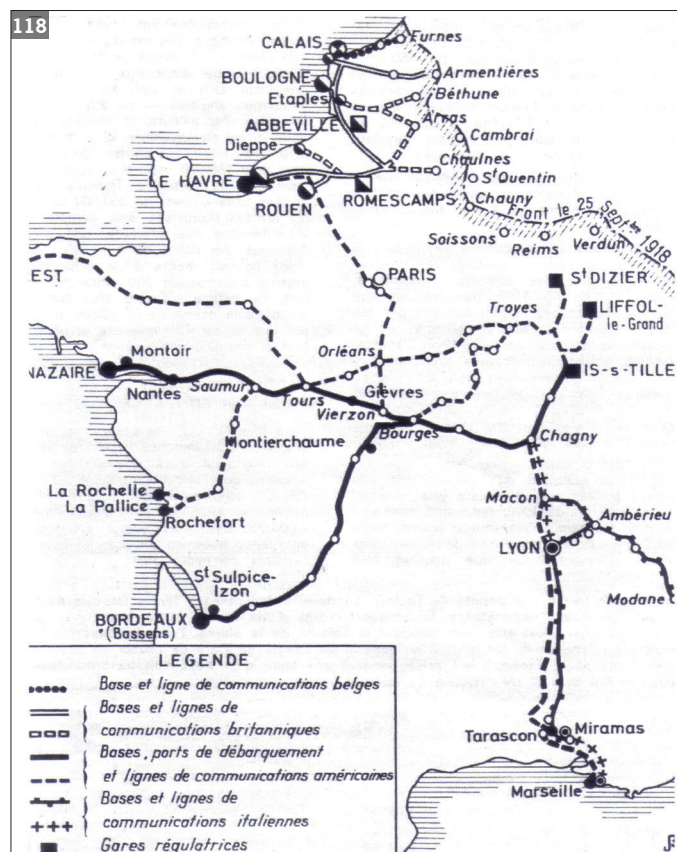 118
CALAIS
Furnes
BOULOGNE
Armentières
Etaples
Béthune
ABBEVILLE
Arras
Cambrai
Dieppe
Chaulnes
LE HAVRE
St Quentin
ROUEN
ROMESCAMPS
Chauny
Front le 25 Septbre 1918
Soissons
Reims
Verdun
EST
PARIS
St DIZIER
LIFFOL-
le-Grand
Troyes
Montoir
Orléans
NAZAIRE
IS-s-TILLE
Nantes
Saumur
Tours
Gièvres
Vierzon
Bourges
Chagny
Montierchaume
La Rochelle
La Pallice
Rochefort
Mâcon
Ambérieu
LYON
Modane
St Sulpice-
Izon
BORDEAUX
(Bassens)
LEGENDE
Base et ligne de communications belges
Bases et lignes de
communications britanniques
Bases, ports de débarquement
et lignes de communications américaines
Bases et lignes de
communications italiennes
Gares régulatrices
Tarascon
Miramas
Marseille